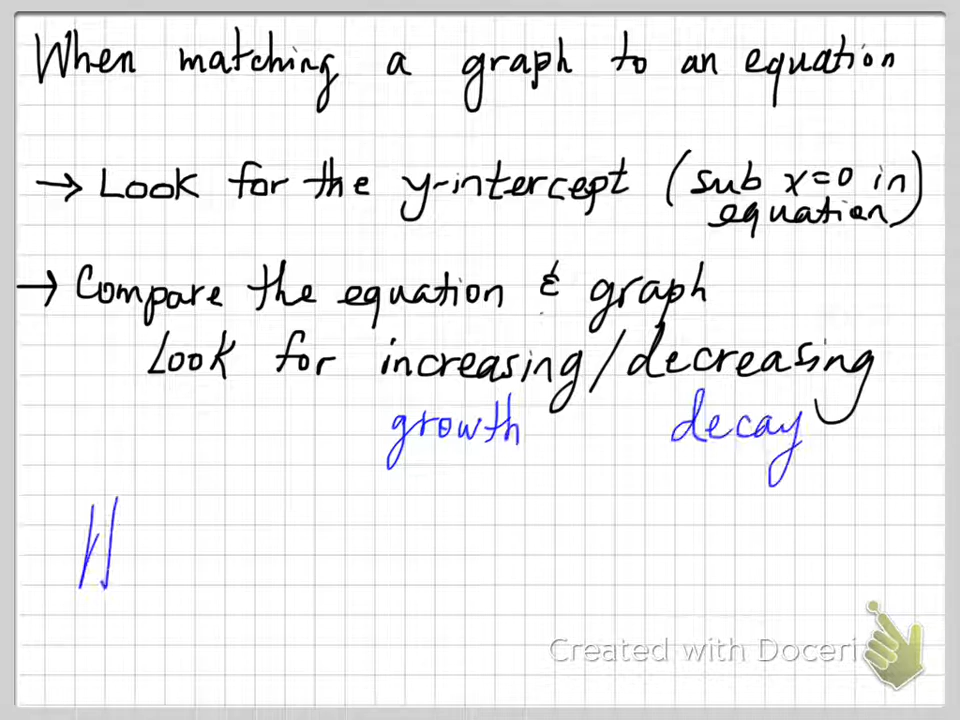 When matching a graph to an equation
→ Look for the y-intercept (sub x=0 in
equation)
→ Compare the equation & graph
Look for increasing/decreasing
growth decay
Created with Doceri